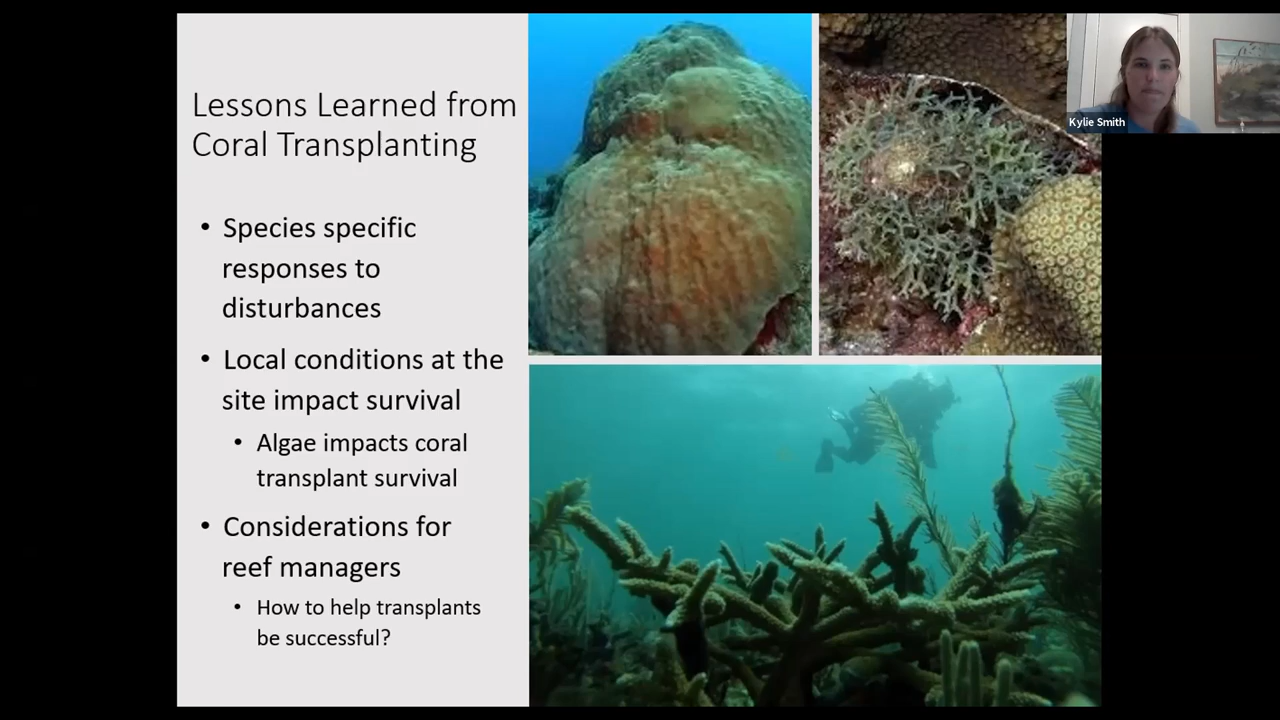 Lessons Learned from
Coral Transplanting
• Species specific
responses to
disturbances
• Local conditions at the
site impact survival
• Algae impacts coral
transplant survival
• Considerations for
reef managers
• How to help transplants
be successful?
Kylie Smith